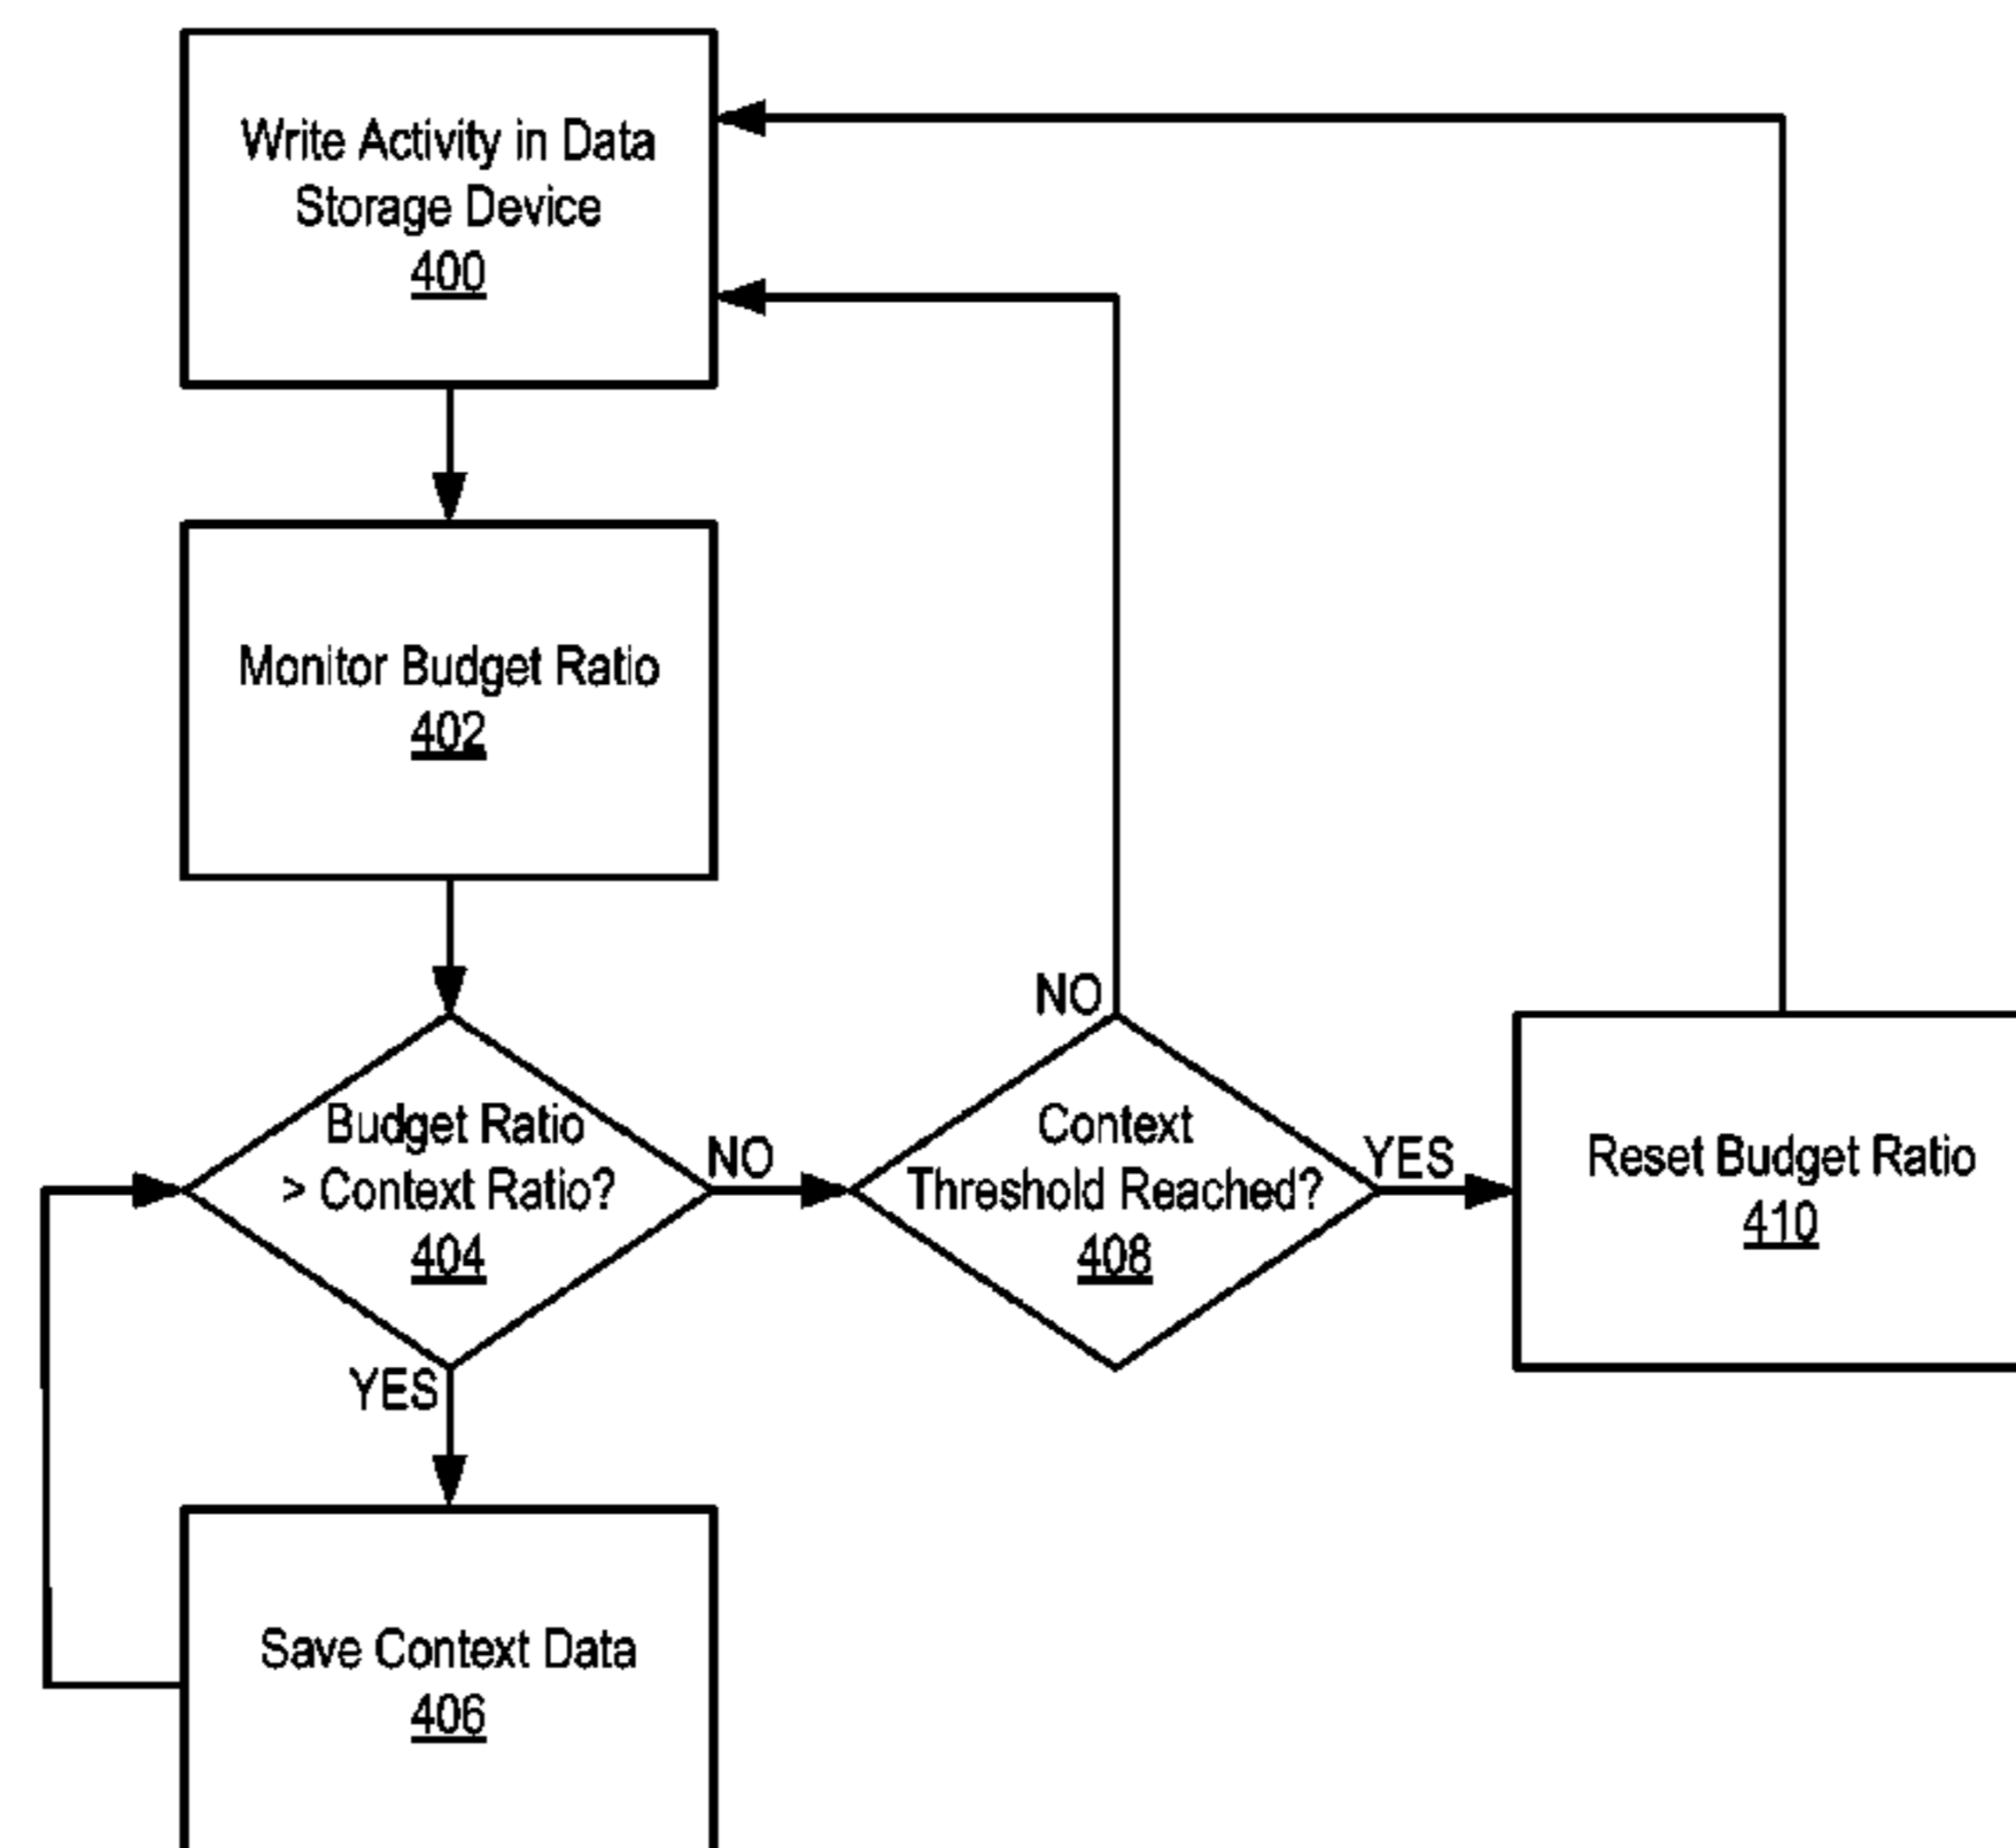 Write Activity in Data
Storage Device
400
Monitor Budget Ratio
402
Budget Ratio
> Context Ratio?
404
NO
YES
Context
Threshold Reached?
408
NO
YES
Reset Budget Ratio
410
Save Context Data
406